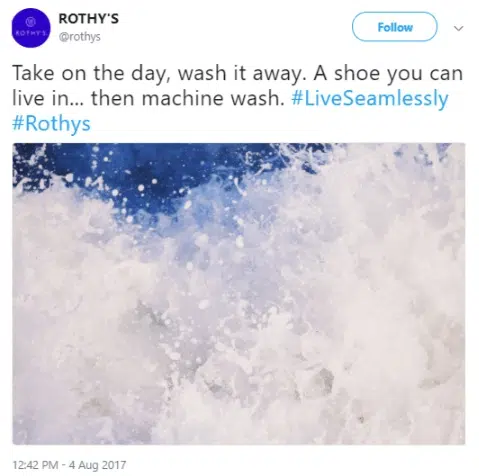 ROTHY'S
@rothys
Follow
ROTHY'S
Take on the day, wash it away. A shoe you can
live in... then machine wash. #LiveSeamlessly
#Rothys
12:42 PM - 4 Aug 2017